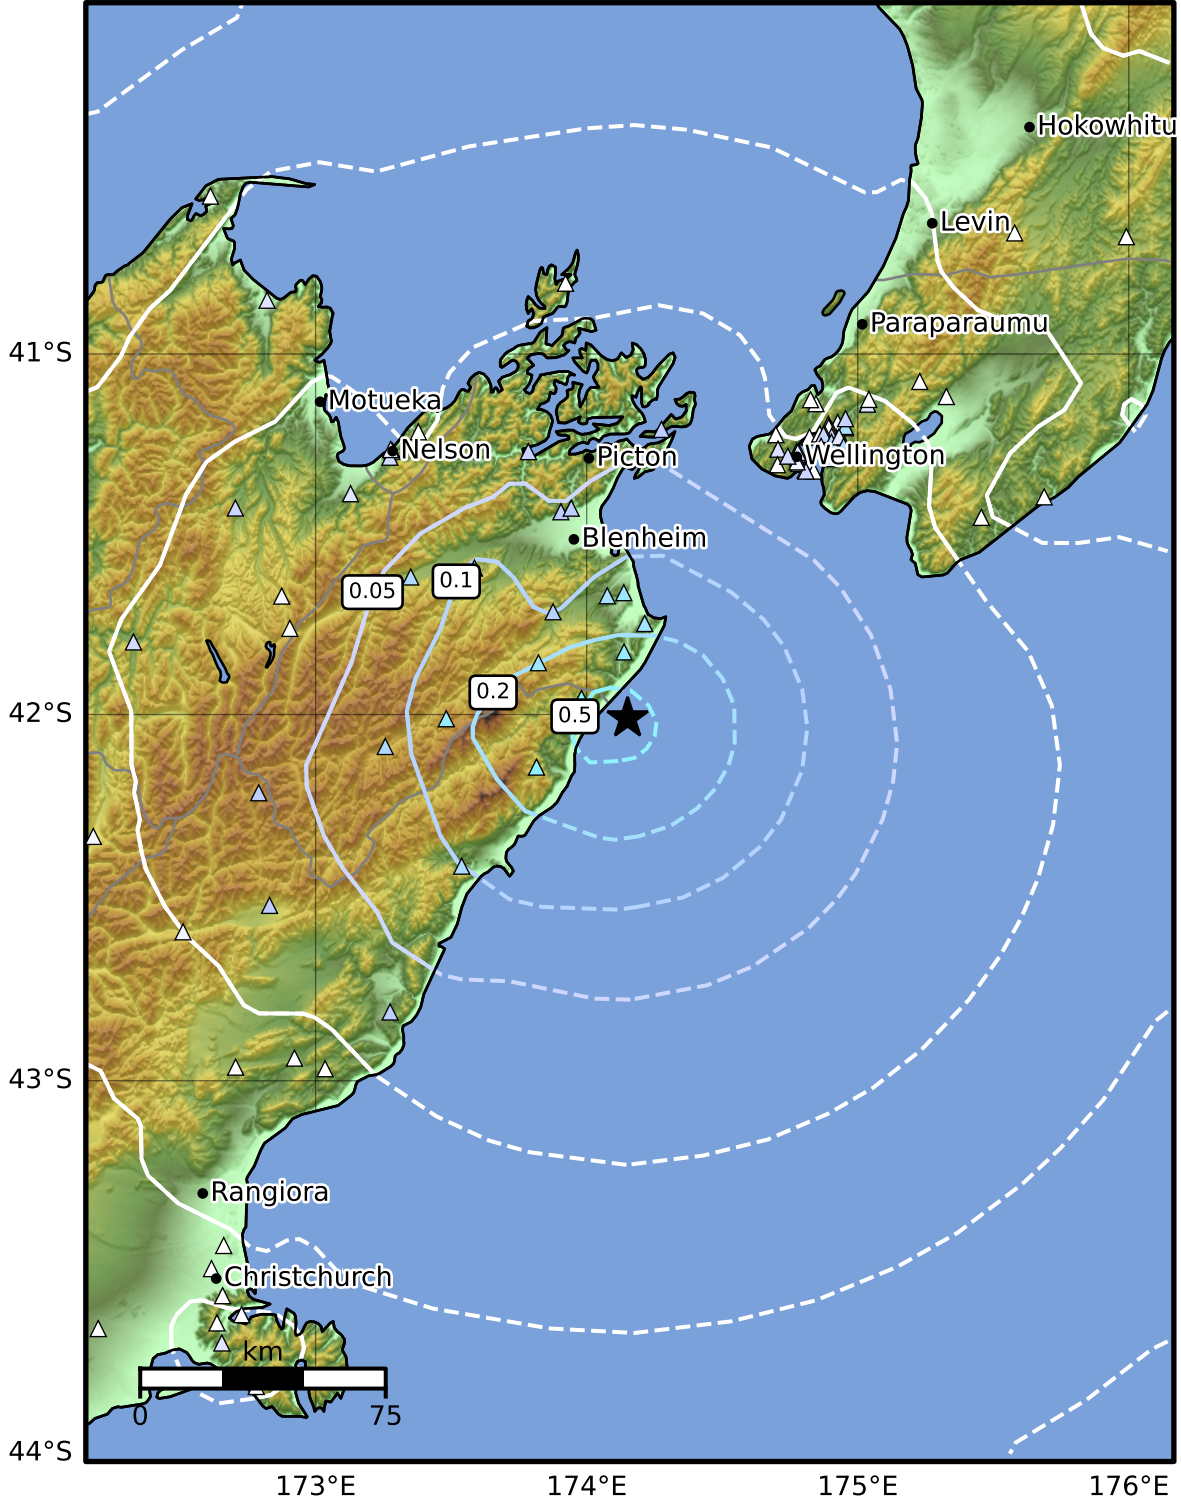 Hokowhitu
Levin
Paraparaumu
41°S
Motueka
Nelson
Picton
Wellington
Blenheim
0.05
0.1
0.2
0.5
42°S
43°S
Rangiora
Christchurch
km
0
75
44°S
173°E
174°E
175°E
176°E